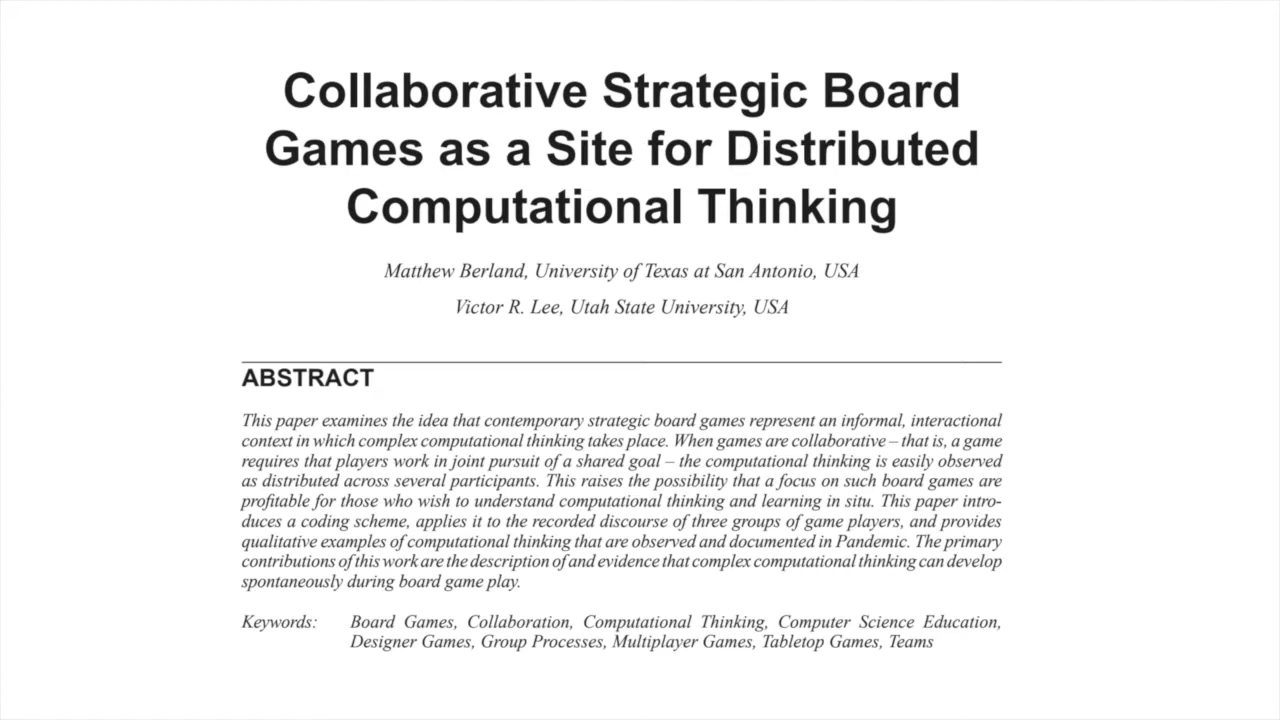 Collaborative Strategic Board
Games as a Site for Distributed
Computational Thinking
Matthew Berland, University of Texas at San Antonio, USA
Victor R. Lee, Utah State University, USA
ABSTRACT
This paper examines the idea that contemporary strategic board games represent an informal, interactional
context in which complex computational thinking takes place. When games are collaborative – that is, a game
requires that players work in joint pursuit of a shared goal – the computational thinking is easily observed
as distributed across several participants. This raises the possibility that a focus on such board games are
profitable for those who wish to understand computational thinking and learning in situ. This paper intro-
duces a coding scheme, applies it to the recorded discourse of three groups of game players, and provides
qualitative examples of computational thinking that are observed and documented in Pandemic. The primary
contributions of this work are the description of and evidence that complex computational thinking can develop
spontaneously during board game play.
Keywords: Board Games, Collaboration, Computational Thinking, Computer Science Education,
Designer Games, Group Processes, Multiplayer Games, Tabletop Games, Teams